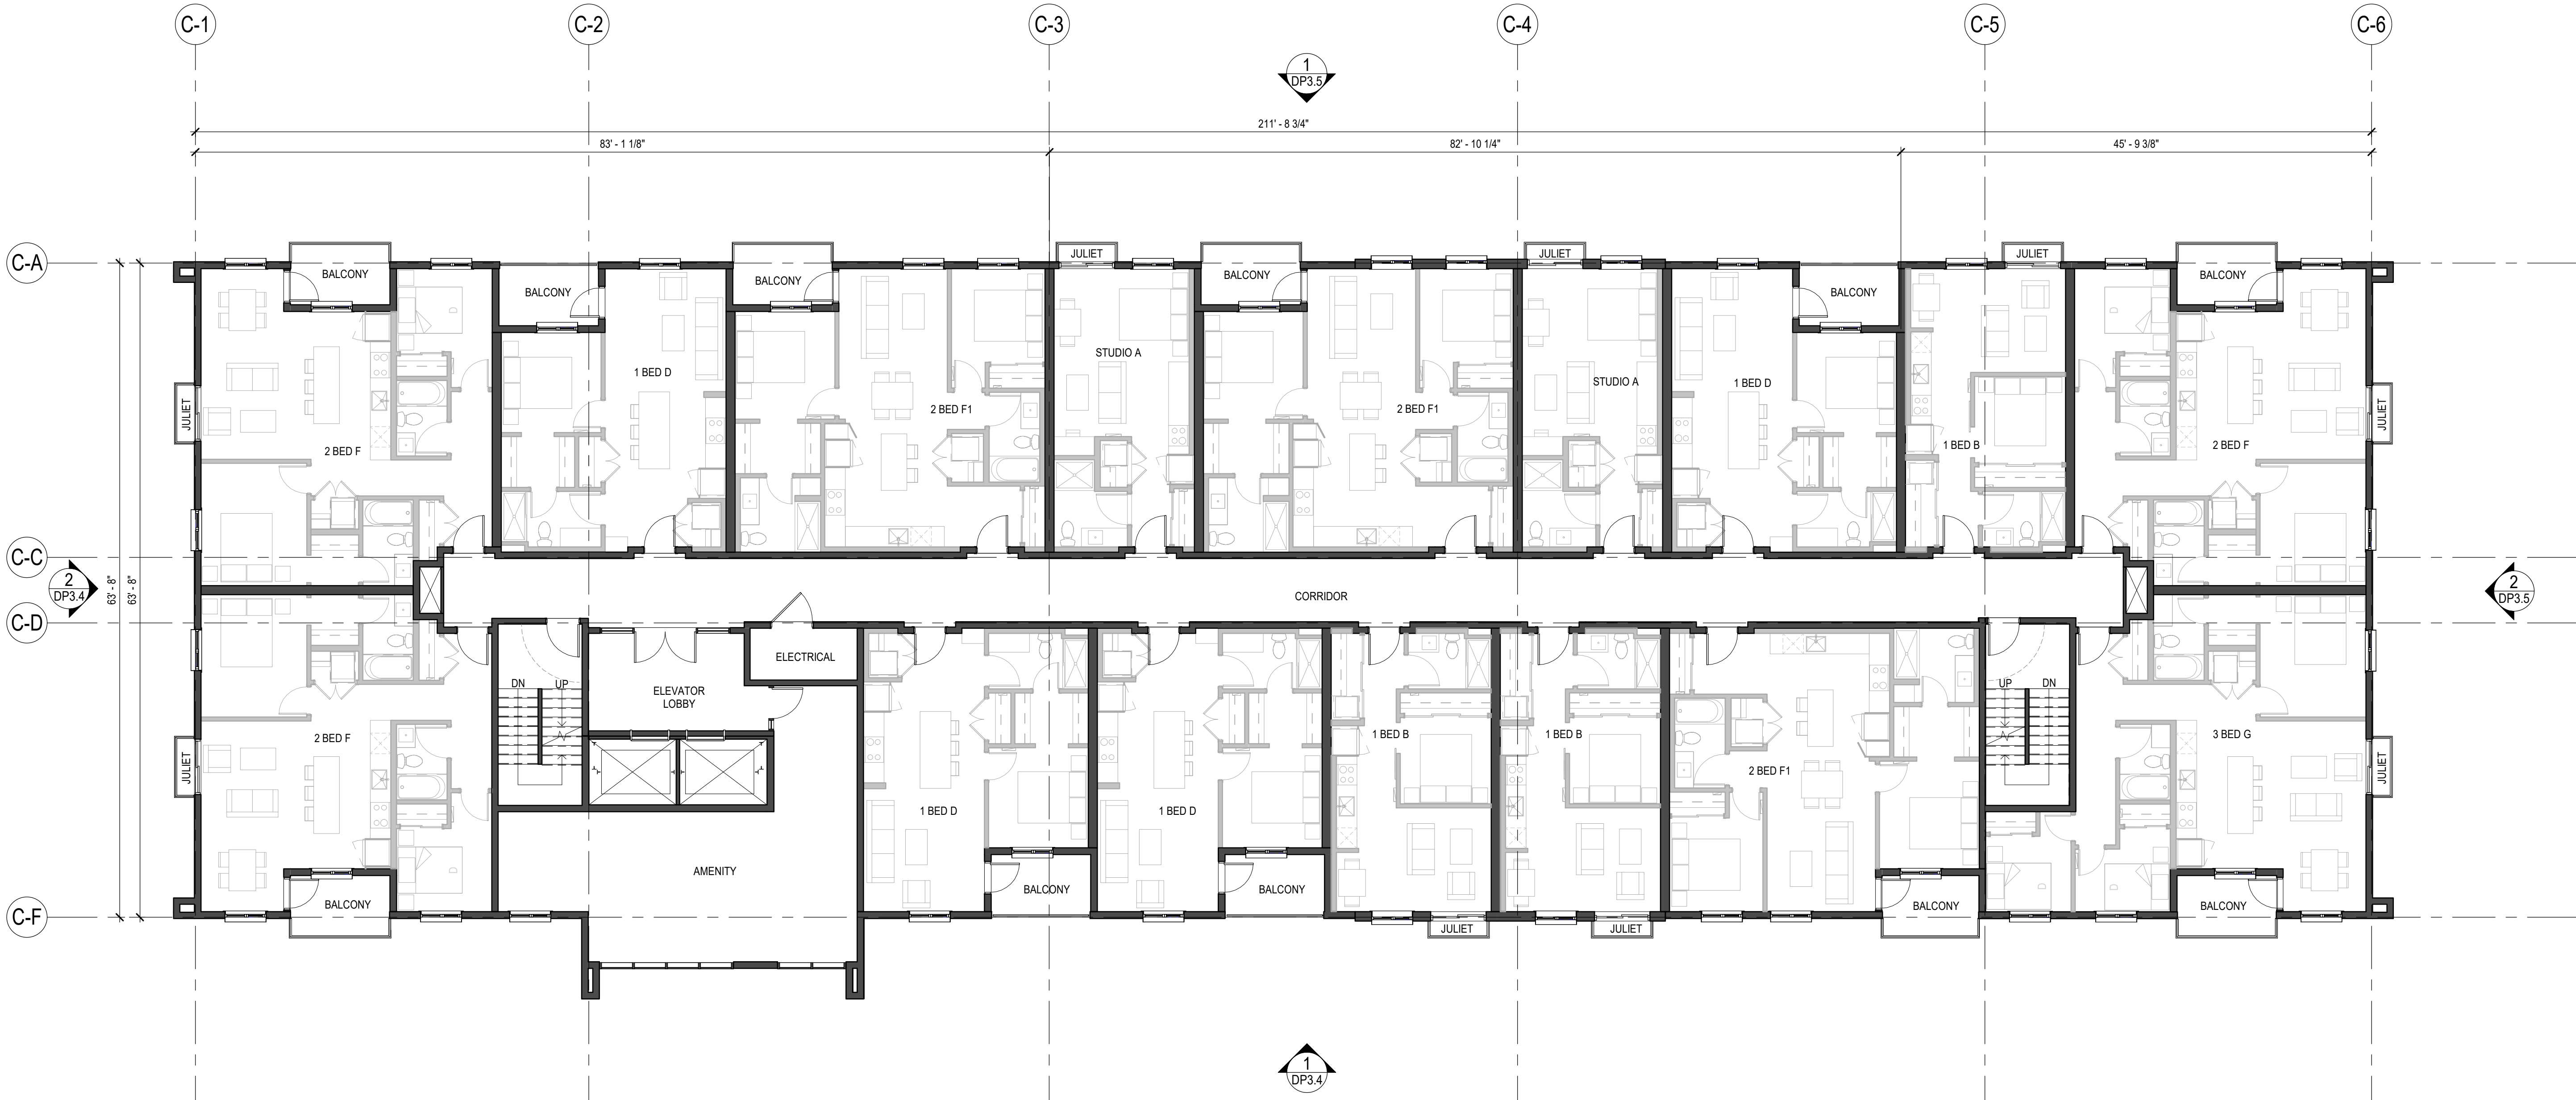 C-1
C-2
C-3
C-4
C-5
C-6
1
DP3.5
211' - 8 3/4"
83' - 1 1/8"
82' - 10 1/4"
45' - 9 3/8"
C-A
JULIET
JULIET
JULIET
BALCONY
BALCONY
BALCONY
BALCONY
BALCONY
BALCONY
STUDIO A
1 BED D
STUDIO A
1 BED D
2 BED F1
2 BED F1
JULIET
JULIET
2 BED F
1 BED B
2 BED F
C-C
2
DP3.4
63' - 8"
63' - 8"
CORRIDOR
2
DP3.5
C-D
ELECTRICAL
DN
UP
ELEVATOR
LOBBY
UP
DN
2 BED F
1 BED B
1 BED B
3 BED G
JULIET
JULIET
2 BED F1
1 BED D
1 BED D
AMENITY
BALCONY
BALCONY
BALCONY
BALCONY
BALCONY
C-F
JULIET
JULIET
1
DP3.4